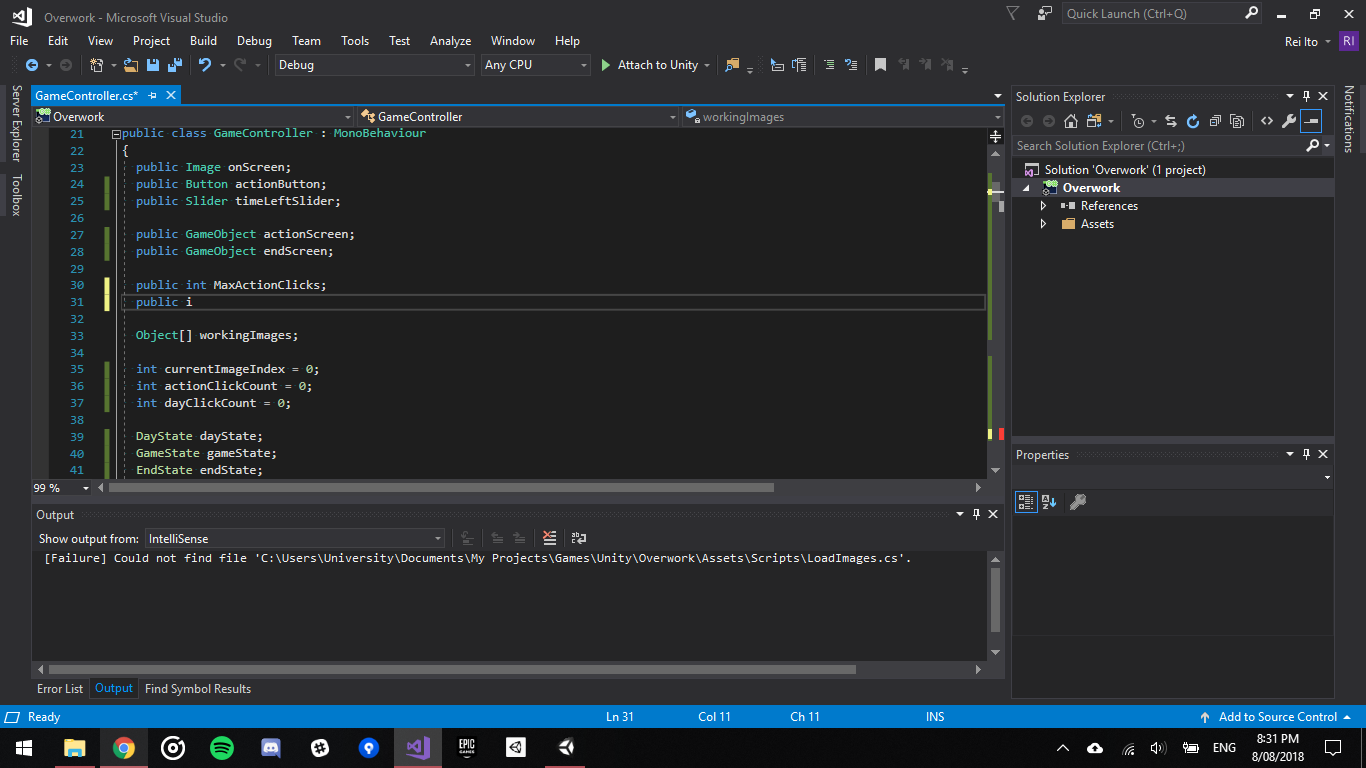 Overwork - Microsoft Visual Studio
Quick Launch (Ctrl+Q)
File Edit View Project Build Debug Team Tools Test Analyze Window Help
Rei Ito RI
Debug Any CPU Attach to Unity
Server Explorer
Toolbox
GameController.cs*
Overwork GameController workingImages
21 public class GameController : MonoBehaviour
22 {
23 public Image onScreen;
24 public Button actionButton;
25 public Slider timeLeftSlider;
26
27 public GameObject actionScreen;
28 public GameObject endScreen;
29
30 public int MaxActionClicks;
31 public i
32
33 Object[] workingImages;
34
35 int currentImageIndex = 0;
36 int actionClickCount = 0;
37 int dayClickCount = 0;
38
39 DayState dayState;
40 GameState gameState;
41 EndState endState;
99 %
Output
Show output from: IntelliSense
[Failure] Could not find file 'C:\Users\University\Documents\My Projects\Games\Unity\Overwork\Assets\Scripts\LoadImages.cs'.
Error List Output Find Symbol Results
Solution Explorer
Search Solution Explorer (Ctrl+;)
Solution 'Overwork' (1 project)
Overwork
References
Assets
Properties
Notifications
Ready Ln 31 Col 11 Ch 11 INS Add to Source Control
EPIC GAMES
ENG
8:31 PM
8/08/2018